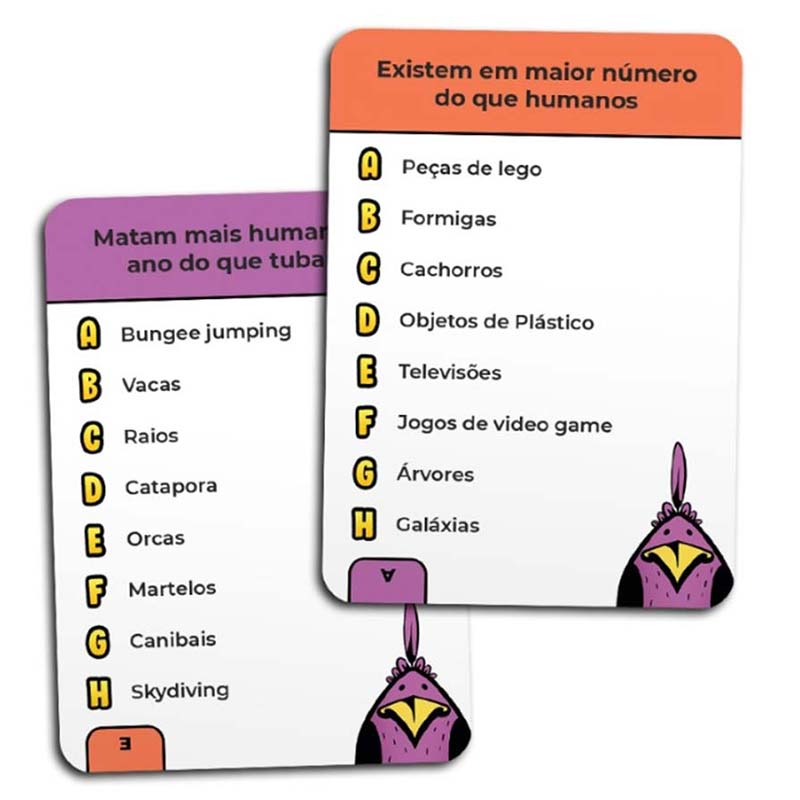 Existem em maior número
do que humanos
A Peças de lego
B Formigas
C Cachorros
D Objetos de Plástico
E Televisões
F Jogos de video game
G Árvores
H Galáxias
A
Matam mais human
ano do que tuba
A Bungee jumping
B Vacas
C Raios
D Catapora
E Orcas
F Martelos
G Canibais
H Skydiving
E